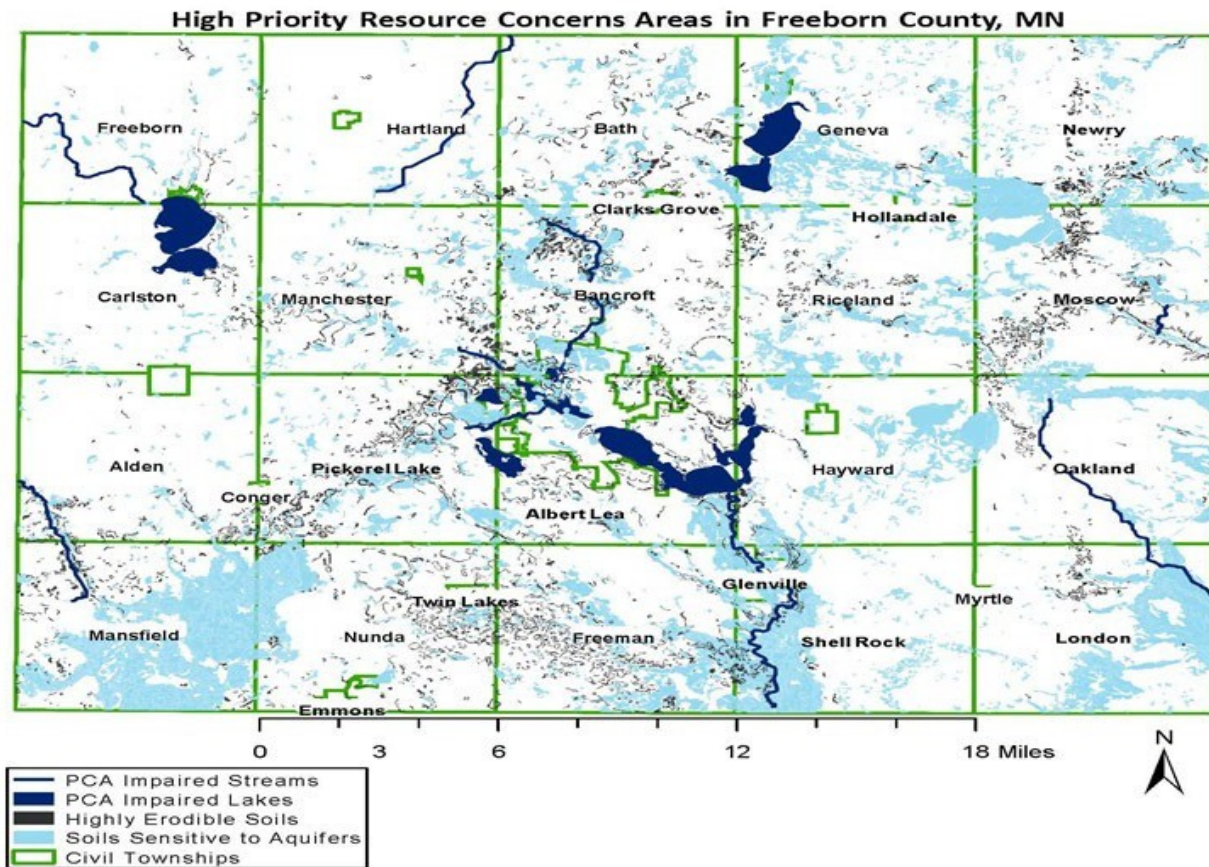 High Priority Resource Concerns Areas in Freeborn County, MN
Freeborn
Hartland
Bath
Geneva
Newry
Clarks Grove
Hollandale
Carlston
Manchester
Bancroft
Riceland
Moscow
Alden
Pickerel Lake
Hayward
Oakland
Conger
Albert Lea
Glenville
Myrtle
Twin Lakes
Mansfield
Nunda
Freeman
Shell Rock
London
Emmons
0 3 6 12 18 Miles
N
PCA Impaired Streams
PCA Impaired Lakes
Highly Erodible Soils
Soils Sensitive to Aquifers
Civil Townships